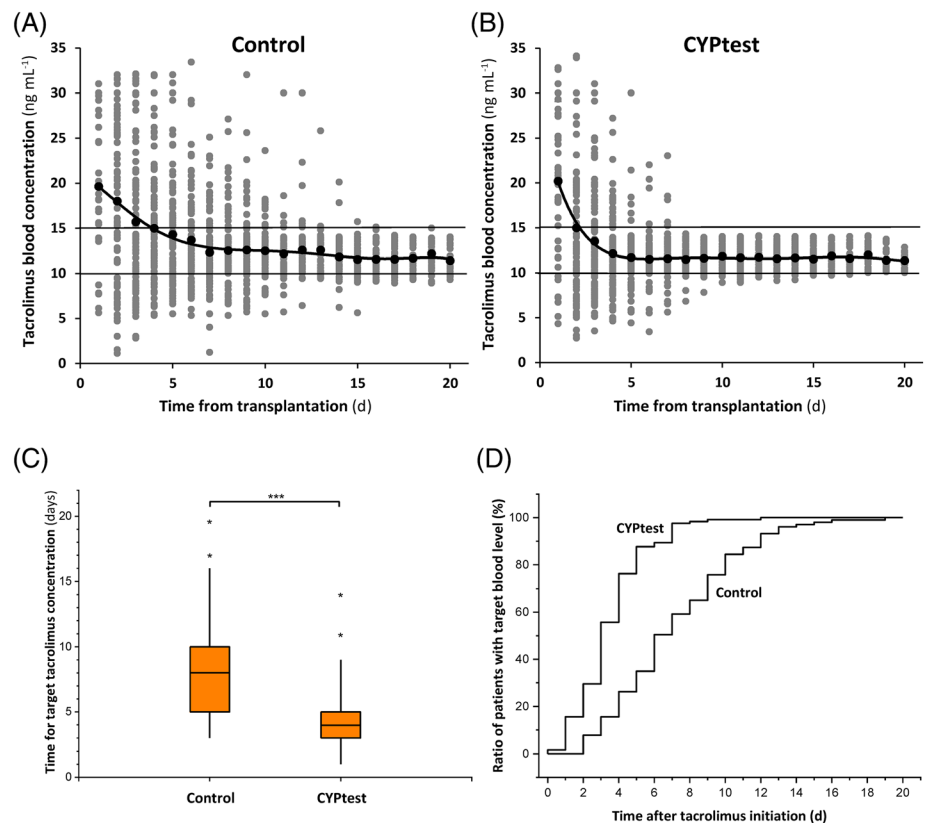 (A)
Control
Tacrolimus blood concentration (ng mL⁻¹)
35
30
25
20
15
10
5
0
0 5 10 15 20
Time from transplantation (d)
(B)
CYPtest
Tacrolimus blood concentration (ng mL⁻¹)
35
30
25
20
15
10
5
0
0 5 10 15 20
Time from transplantation (d)
(C)
Time for target tacrolimus concentration (days)
20
15
10
5
0
***
*
*
*
*
Control CYPtest
(D)
Ratio of patients with target blood level (%)
100
80
60
40
20
0
CYPtest
Control
0 2 4 6 8 10 12 14 16 18 20
Time after tacrolimus initiation (d)